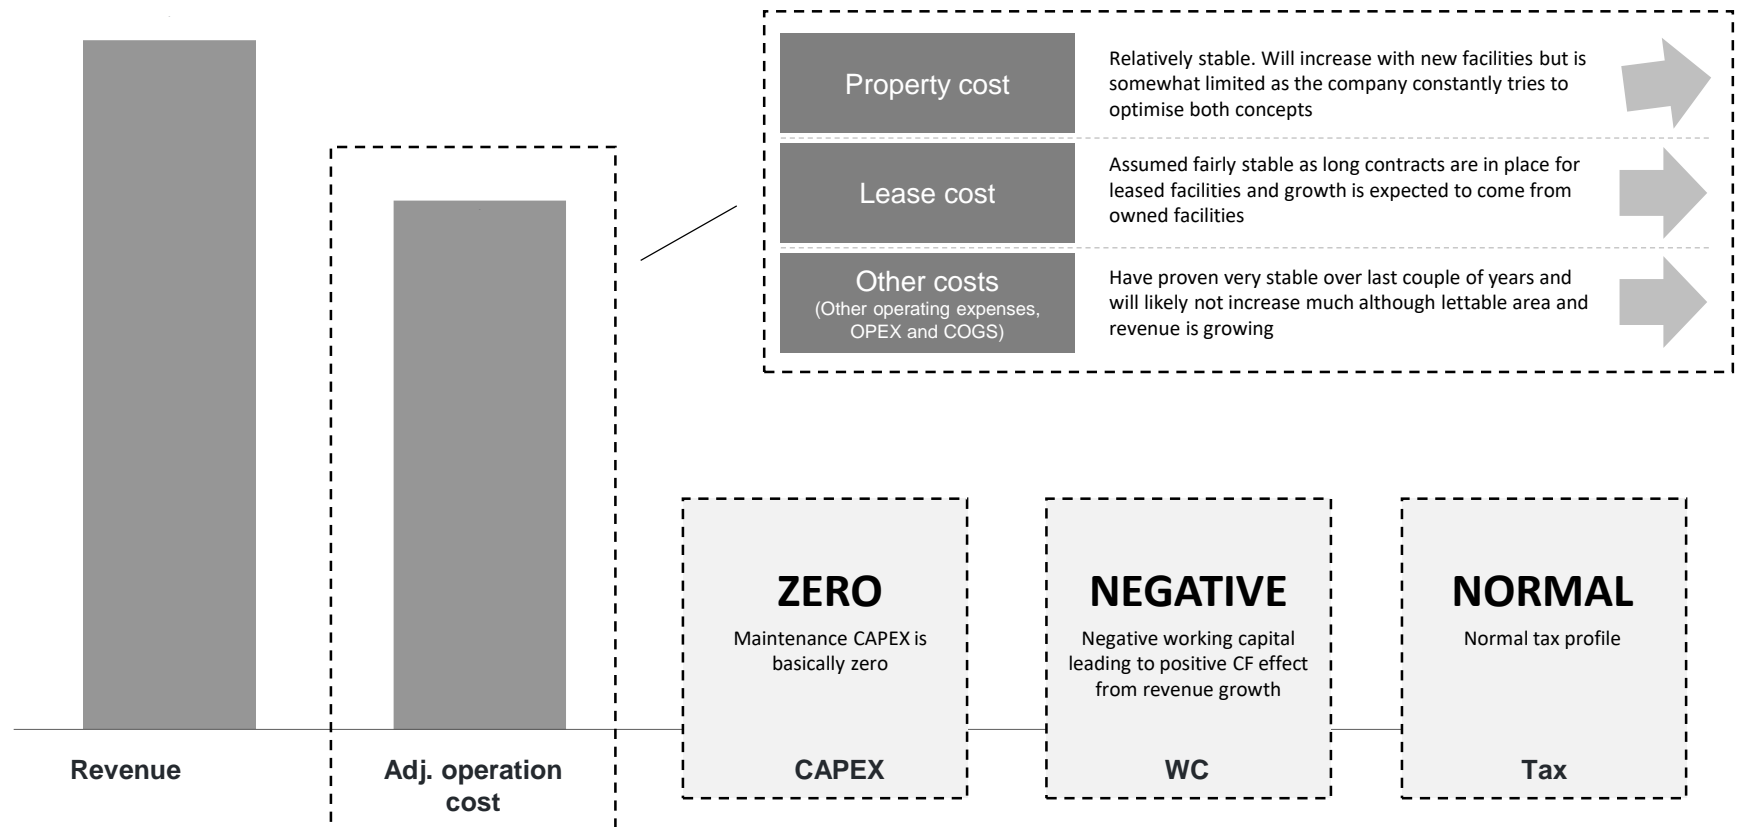 Property cost
Relatively stable. Will increase with new facilities but is
somewhat limited as the company constantly tries to
optimise both concepts
Lease cost
Assumed fairly stable as long contracts are in place for
leased facilities and growth is expected to come from
owned facilities
Other costs
(Other operating expenses,
OPEX and COGS)
Have proven very stable over last couple of years and
will likely not increase much although lettable area and
revenue is growing
ZERO
Maintenance CAPEX is
basically zero
NEGATIVE
Negative working capital
leading to positive CF effect
from revenue growth
NORMAL
Normal tax profile
Revenue
Adj. operation
cost
CAPEX
WC
Tax